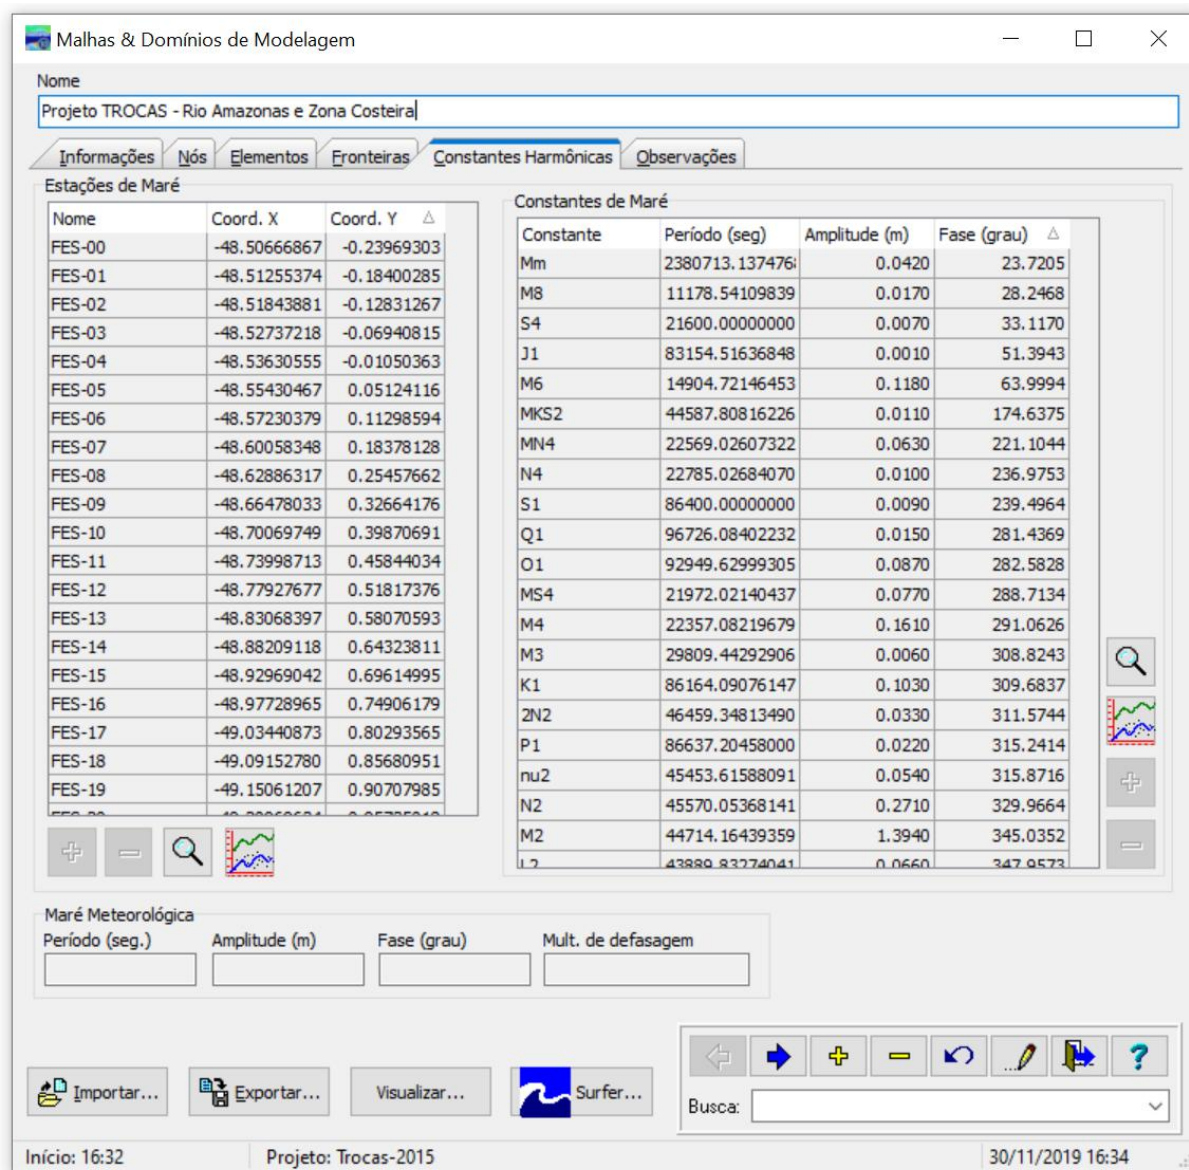 Malhas & Domínios de Modelagem
Nome
Projeto TROCAS - Rio Amazonas e Zona Costeira
Informações Nós Elementos Fronteiras Constantes Harmônicas Observações
Estações de Maré
Nome Coord. X Coord. Y
FES-00 -48.50666867 -0.23969303
FES-01 -48.51255374 -0.18400285
FES-02 -48.51843881 -0.12831267
FES-03 -48.52737218 -0.06940815
FES-04 -48.53630555 -0.01050363
FES-05 -48.55430467 0.05124116
FES-06 -48.57230379 0.11298594
FES-07 -48.60058348 0.18378128
FES-08 -48.62886317 0.25457662
FES-09 -48.66478033 0.32664176
FES-10 -48.70069749 0.39870691
FES-11 -48.73998713 0.45844034
FES-12 -48.77927677 0.51817376
FES-13 -48.83068397 0.58070593
FES-14 -48.88209118 0.64323811
FES-15 -48.92969042 0.69614995
FES-16 -48.97728965 0.74906179
FES-17 -49.03440873 0.80293565
FES-18 -49.09152780 0.85680951
FES-19 -49.15061207 0.90707985
Constantes de Maré
Constante Período (seg) Amplitude (m) Fase (grau)
Mm 2380713.137476 0.0420 23.7205
M8 11178.54109839 0.0170 28.2468
S4 21600.00000000 0.0070 33.1170
J1 83154.51636848 0.0010 51.3943
M6 14904.72146453 0.1180 63.9994
MKS2 44587.80816226 0.0110 174.6375
MN4 22569.02607322 0.0630 221.1044
N4 22785.02684070 0.0100 236.9753
S1 86400.00000000 0.0090 239.4964
Q1 96726.08402232 0.0150 281.4369
O1 92949.62999305 0.0870 282.5828
MS4 21972.02140437 0.0770 288.7134
M4 22357.08219679 0.1610 291.0626
M3 29809.44292906 0.0060 308.8243
K1 86164.09076147 0.1030 309.6837
2N2 46459.34813490 0.0330 311.5744
P1 86637.20458000 0.0220 315.2414
nu2 45453.61588091 0.0540 315.8716
N2 45570.05368141 0.2710 329.9664
M2 44714.16439359 1.3940 345.0352
L2 43889.83274041 0.0660 347.9573
Maré Meteorológica
Período (seg.) Amplitude (m) Fase (grau) Mult. de defasagem
Importar... Exportar... Visualizar... Surfer...
Busca:
Início: 16:32 Projeto: Trocas-2015 30/11/2019 16:34